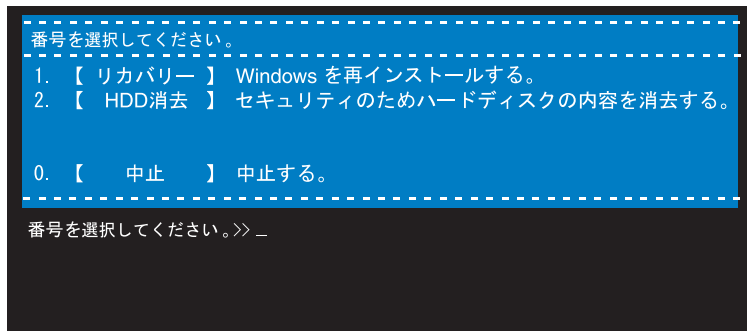 番号を選択してください。
1. 【 リカバリー 】 Windows を再インストールする。
2. 【 HDD消去 】 セキュリティのためハードディスクの内容を消去する。
0. 【 中止 】 中止する。
番号を選択してください。>> _